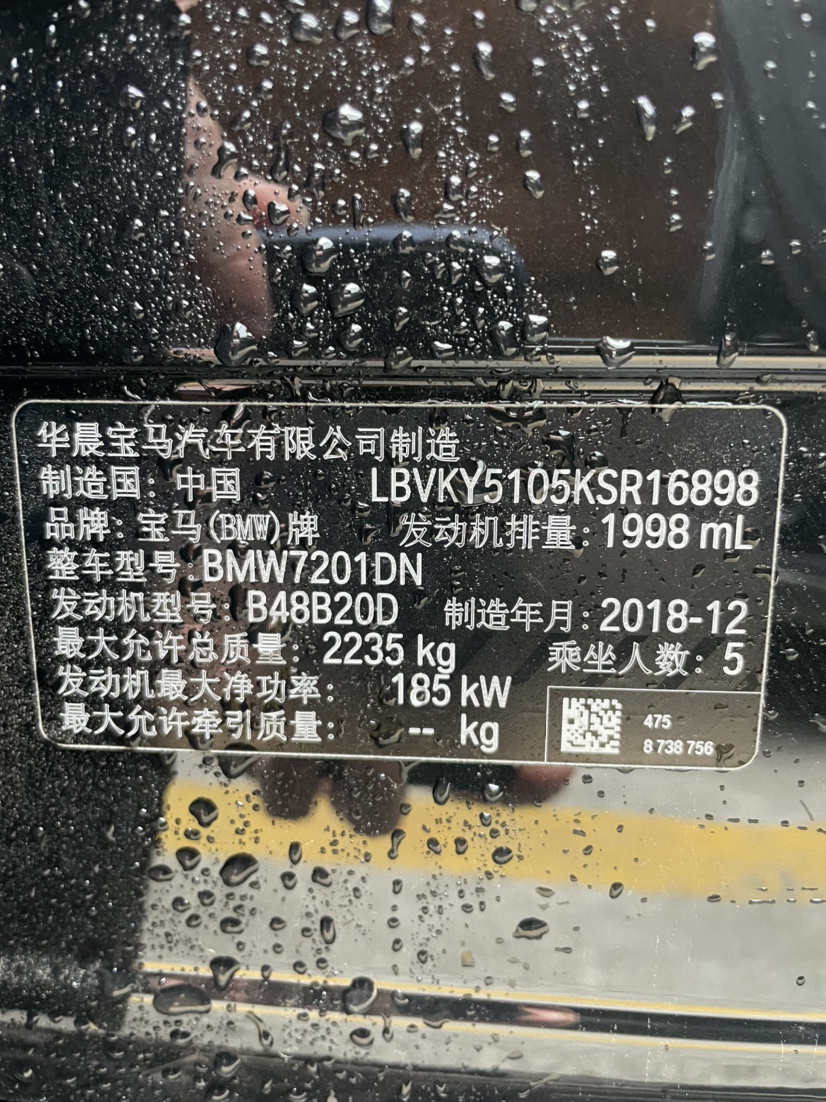 华晨宝马汽车有限公司制造
制造国：中国 LBVKY5105KSR16898
品牌：宝马(BMW)牌 发动机排量：1998 mL
整车型号：BMW7201DN
发动机型号：B48B20D 制造年月：2018-12
最大允许总质量：2235 kg 乘坐人数：5
发动机最大净功率：185 kW
最大允许牵引质量：-- kg
475
8 738 756